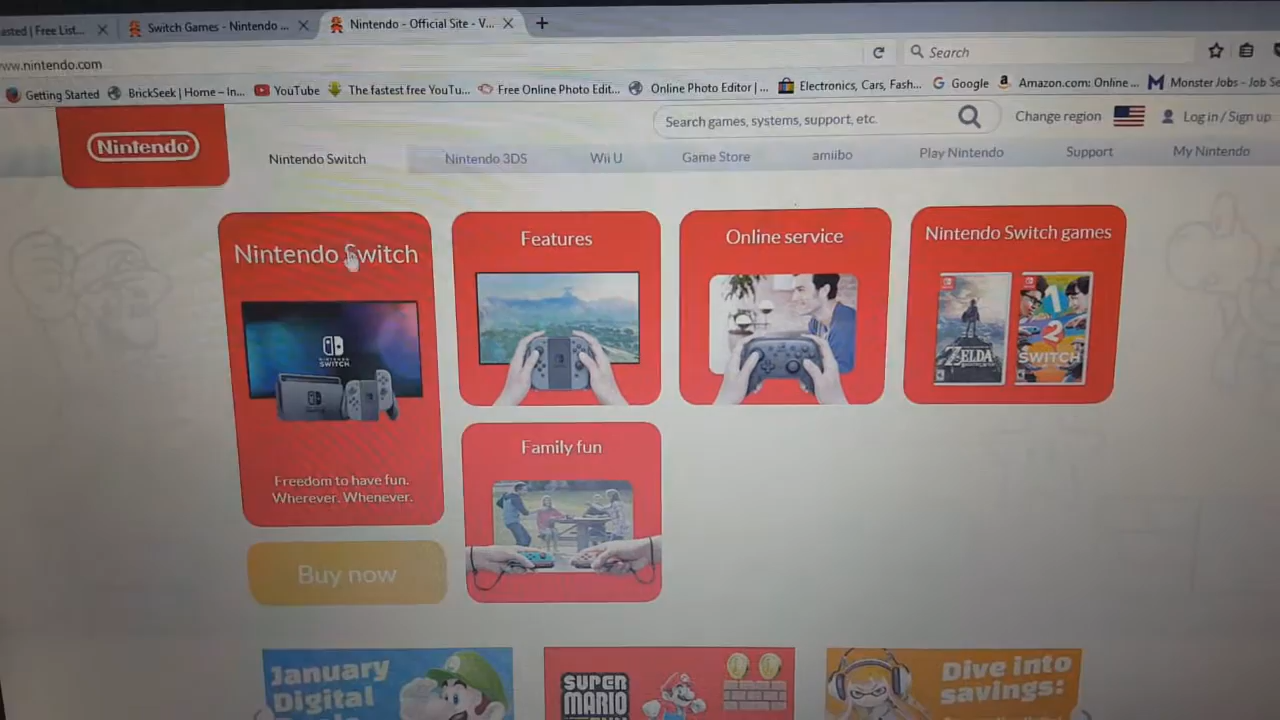 asted | Free List...
Switch Games - Nintendo ...
Nintendo - Official Site - V...
ww.nintendo.com
Search
Getting Started
BrickSeek | Home – In...
YouTube
The fastest free YouTu...
Free Online Photo Edit...
Online Photo Editor | ...
Electronics, Cars, Fash...
Google
Amazon.com: Online ...
Monster Jobs - Job Se
Nintendo
Search games, systems, support, etc.
Change region
Log in / Sign up
Nintendo Switch
Nintendo 3DS
Wii U
Game Store
amiibo
Play Nintendo
Support
My Nintendo
Nintendo Switch
NINTENDO
SWITCH
Freedom to have fun.
Wherever. Whenever.
Buy now
Features
Online service
Nintendo Switch games
ZELDA
1
2
SWITCH
Family fun
January
Digital
SUPER
MARIO
Dive into
savings: